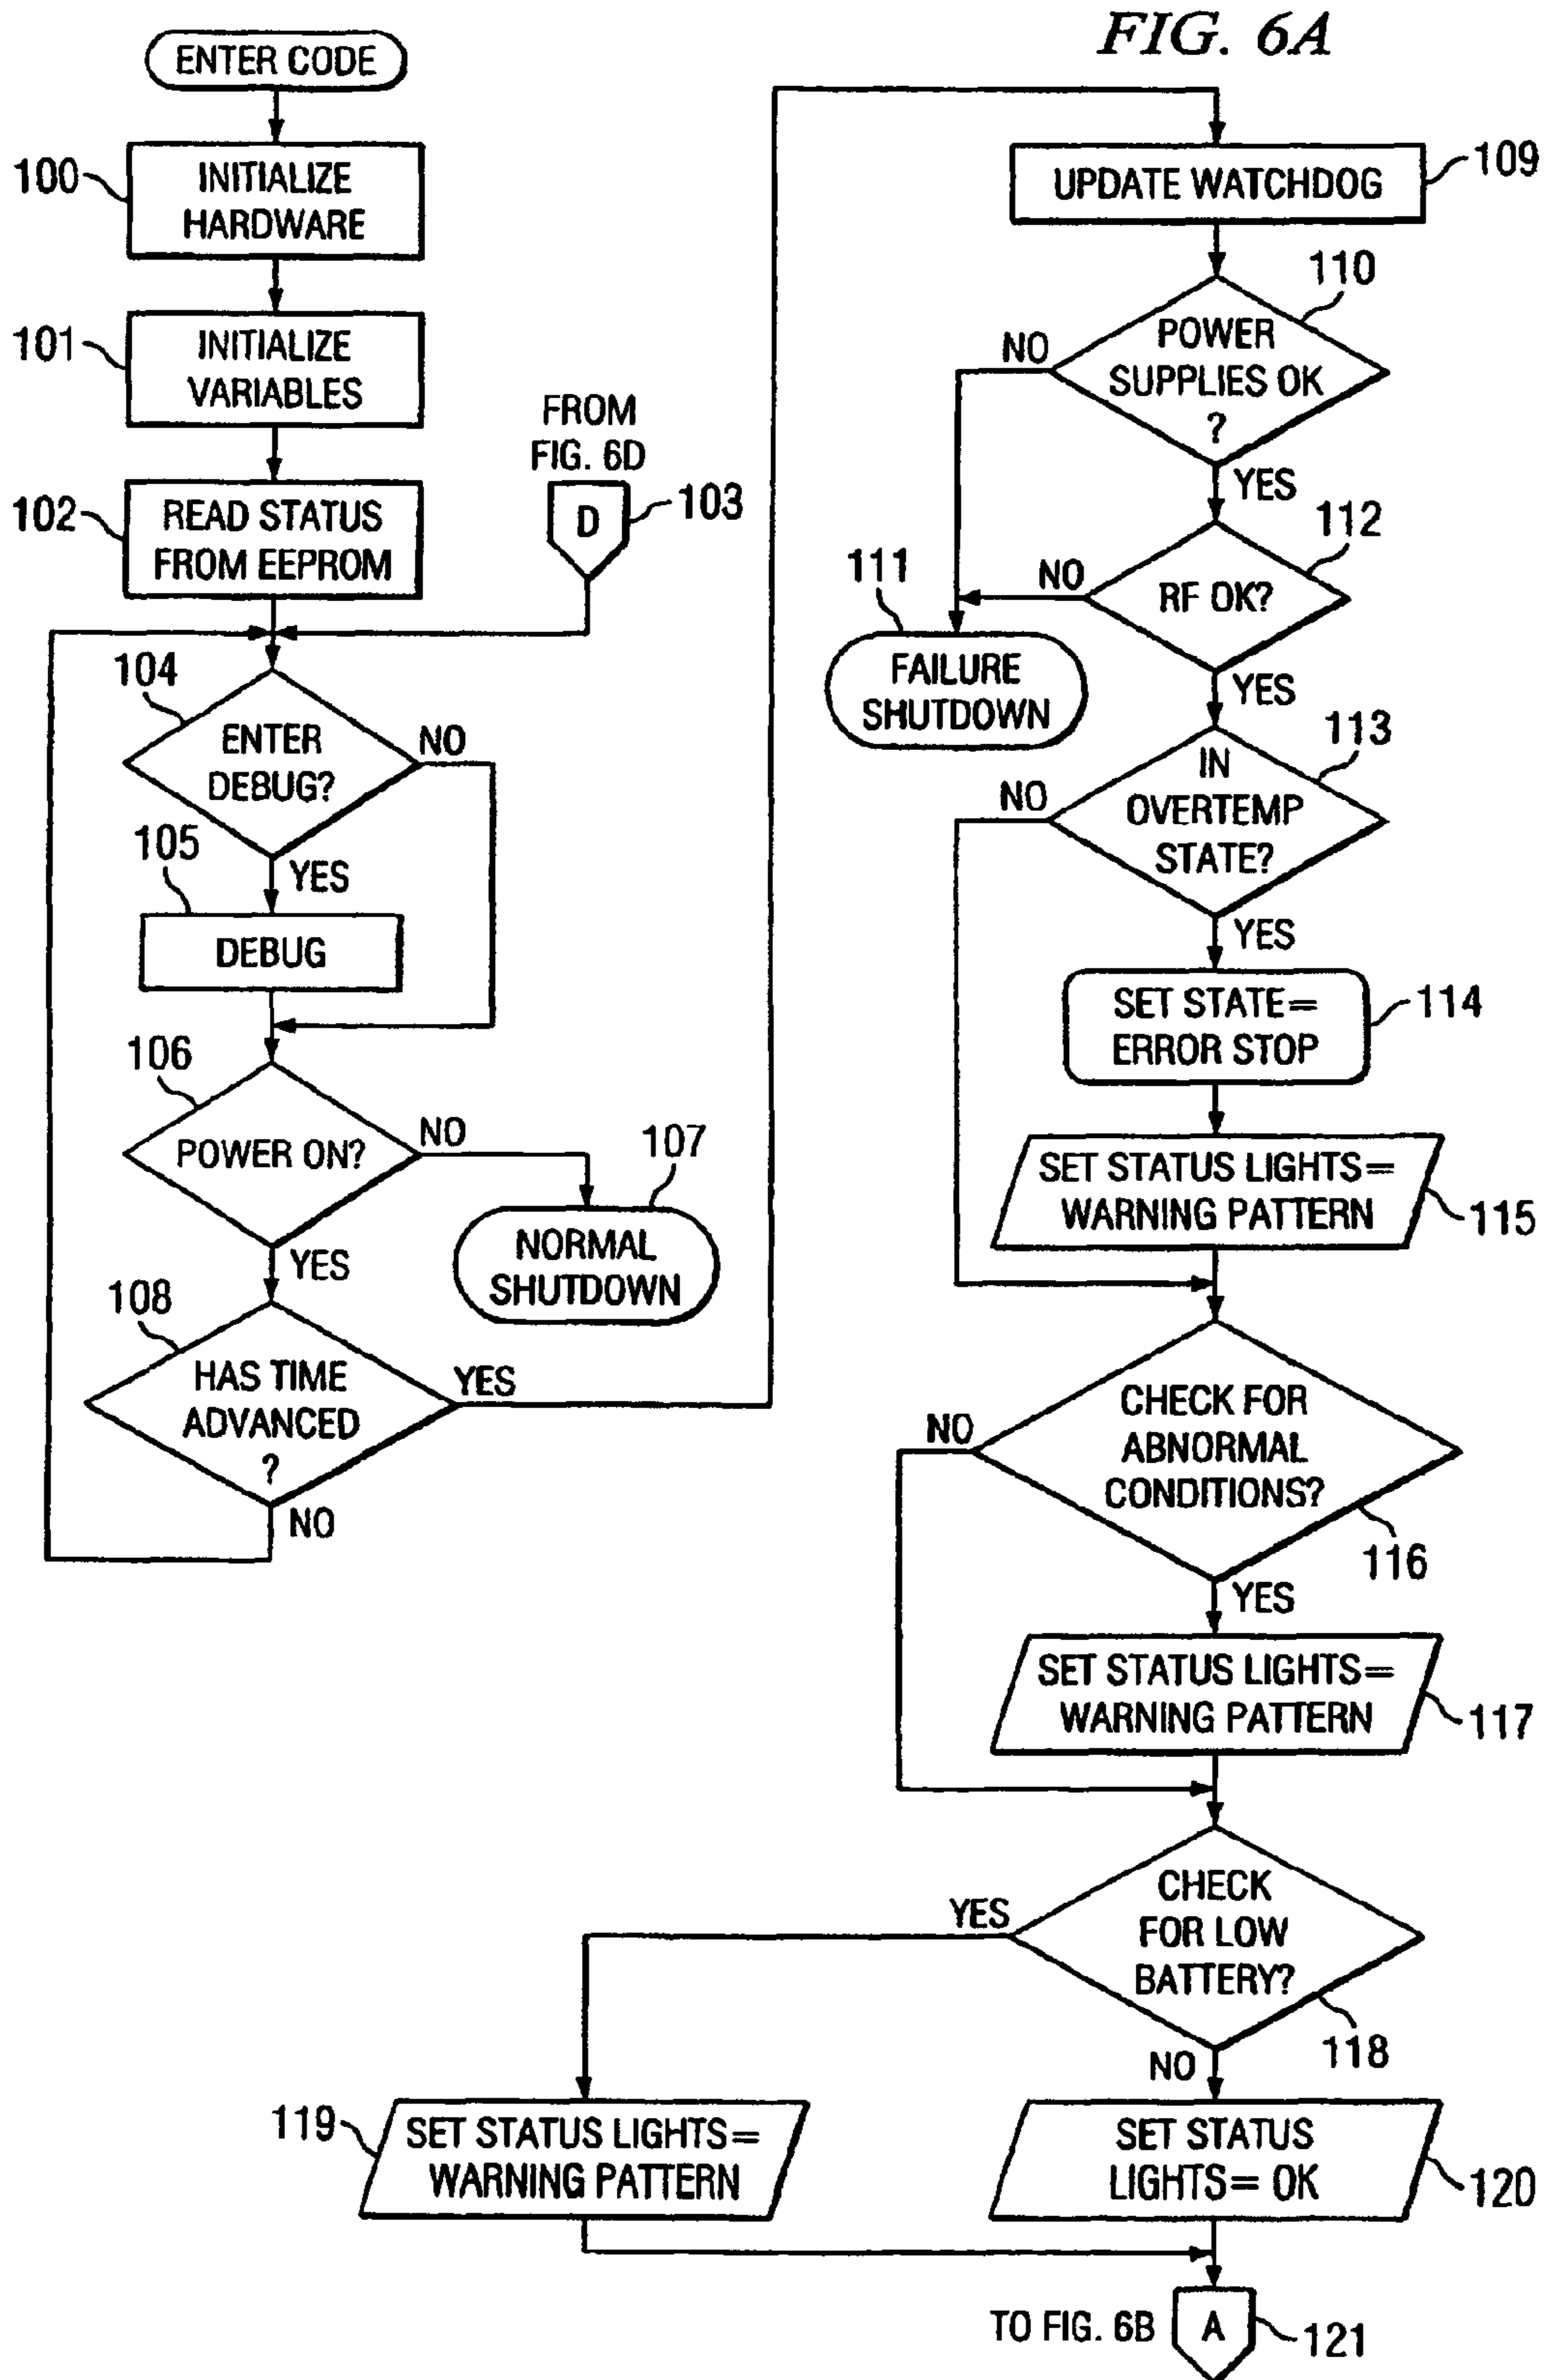 FIG. 6A
ENTER CODE
100
INITIALIZE
HARDWARE
101
INITIALIZE
VARIABLES
102
READ STATUS
FROM EEPROM
FROM
FIG. 6D
D
103
104
ENTER
DEBUG?
NO
YES
105
DEBUG
106
POWER ON?
NO
107
NORMAL
SHUTDOWN
YES
108
HAS TIME
ADVANCED
?
YES
NO
UPDATE WATCHDOG
109
110
POWER
SUPPLIES OK
?
NO
YES
112
RF OK?
NO
111
FAILURE
SHUTDOWN
YES
113
IN
OVERTEMP
STATE?
NO
YES
SET STATE=
ERROR STOP
114
SET STATUS LIGHTS=
WARNING PATTERN
115
CHECK FOR
ABNORMAL
CONDITIONS?
NO
116
YES
SET STATUS LIGHTS=
WARNING PATTERN
117
CHECK
FOR LOW
BATTERY?
YES
118
NO
119
SET STATUS LIGHTS=
WARNING PATTERN
SET STATUS
LIGHTS= OK
120
TO FIG. 6B
A
121